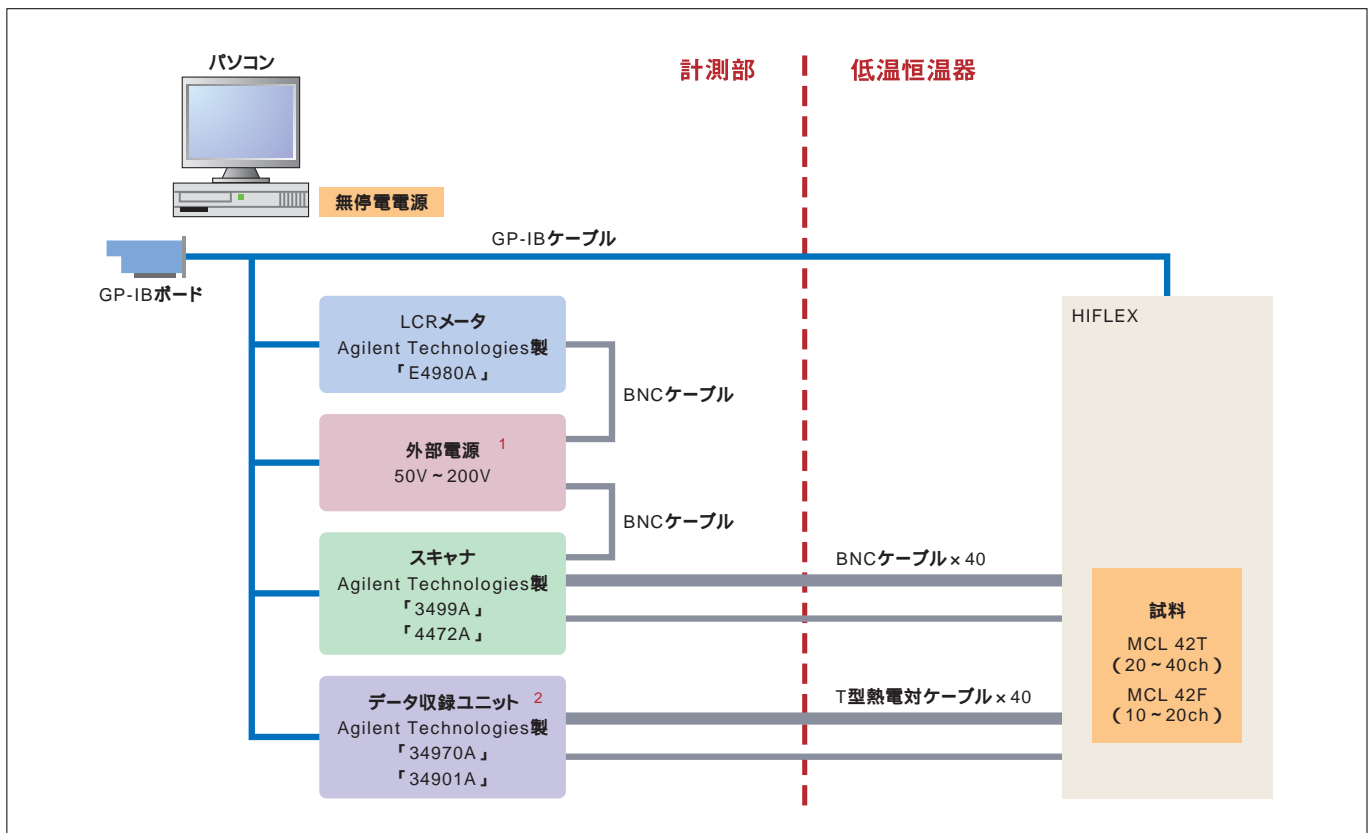 パソコン
計測部
低温恒温器
無停電電源
GP-IBケーブル
GP-IBボード
LCRメータ
Agilent Technologies製
「E4980A」
BNCケーブル
外部電源 1
50V~200V
BNCケーブル
スキャナ
Agilent Technologies製
「3499A」
「4472A」
BNCケーブル×40
データ収録ユニット 2
Agilent Technologies製
「34970A」
「34901A」
T型熱電対ケーブル×40
HIFLEX
試料
MCL 42T
(20~40ch)
MCL 42F
(10~20ch)